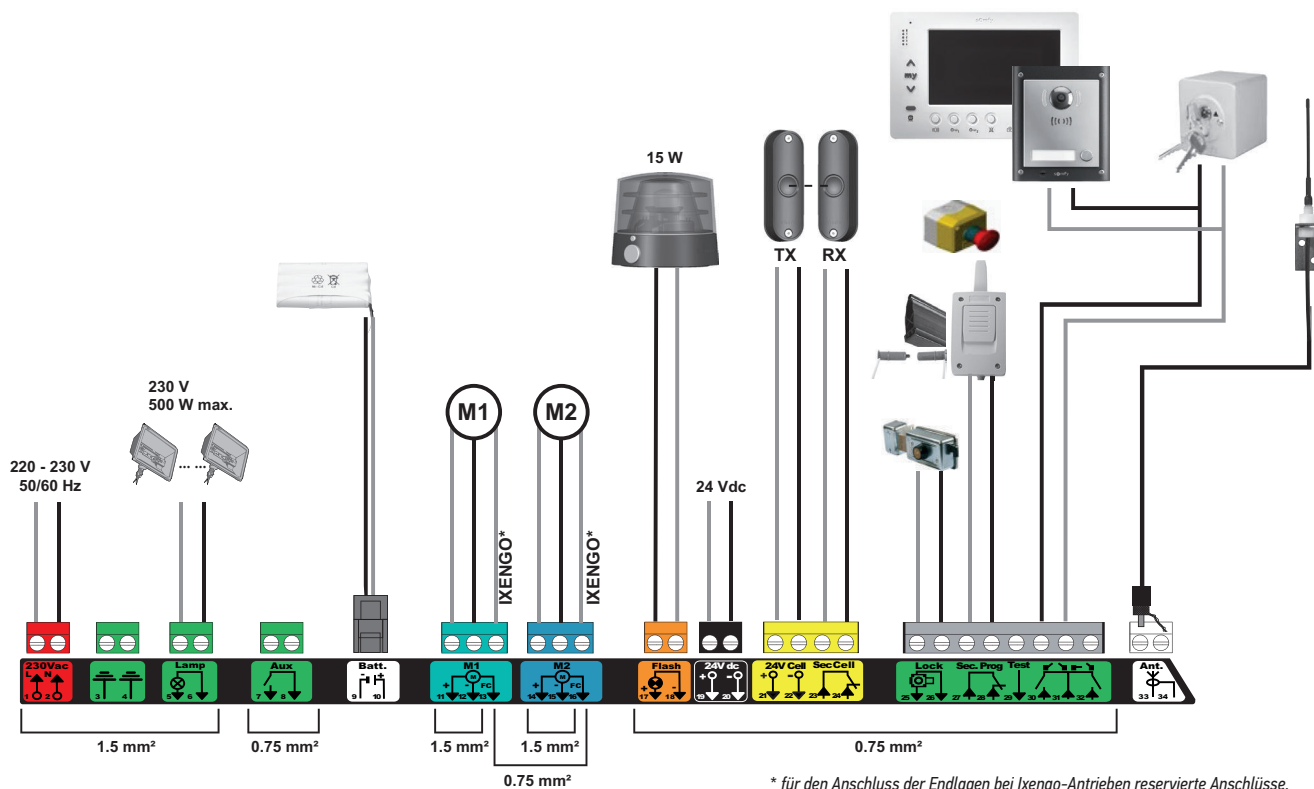 somfy
my
somfy
15 W
TX
RX
230 V
500 W max.
M1
M2
220 - 230 V
50/60 Hz
24 Vdc
IXENGO*
IXENGO*
230Vac
L N
1 2
3 4
Lamp
5 6
Aux
7 8
Batt.
9 10
M1
+ M - FC
11 12 13
M2
+ M - FC
14 15 16
Flash
+ -
17 18
24V dc
+ -
19 20
24V Cell
+ -
21 22
Sec Cell
23 24
Lock
25 26
Sec. Prog
27 28
Test
29 30 31 32
Ant.
33 34
1.5 mm²
0.75 mm²
1.5 mm²
1.5 mm²
0.75 mm²
0.75 mm²
* für den Anschluss der Endlagen bei Ixengo-Antrieben reservierte Anschlüsse.